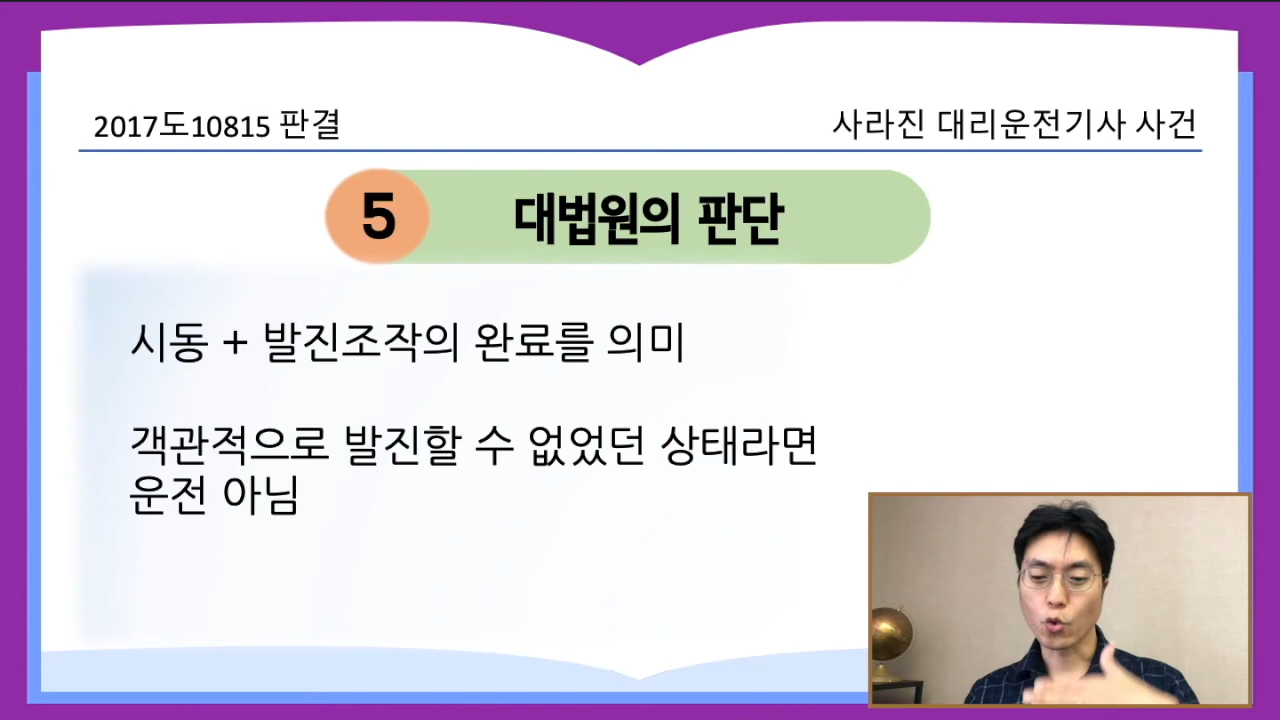 2017도10815 판결
사라진 대리운전기사 사건
5 대법원의 판단
시동 + 발진조작의 완료를 의미
객관적으로 발진할 수 없었던 상태라면
운전 아님